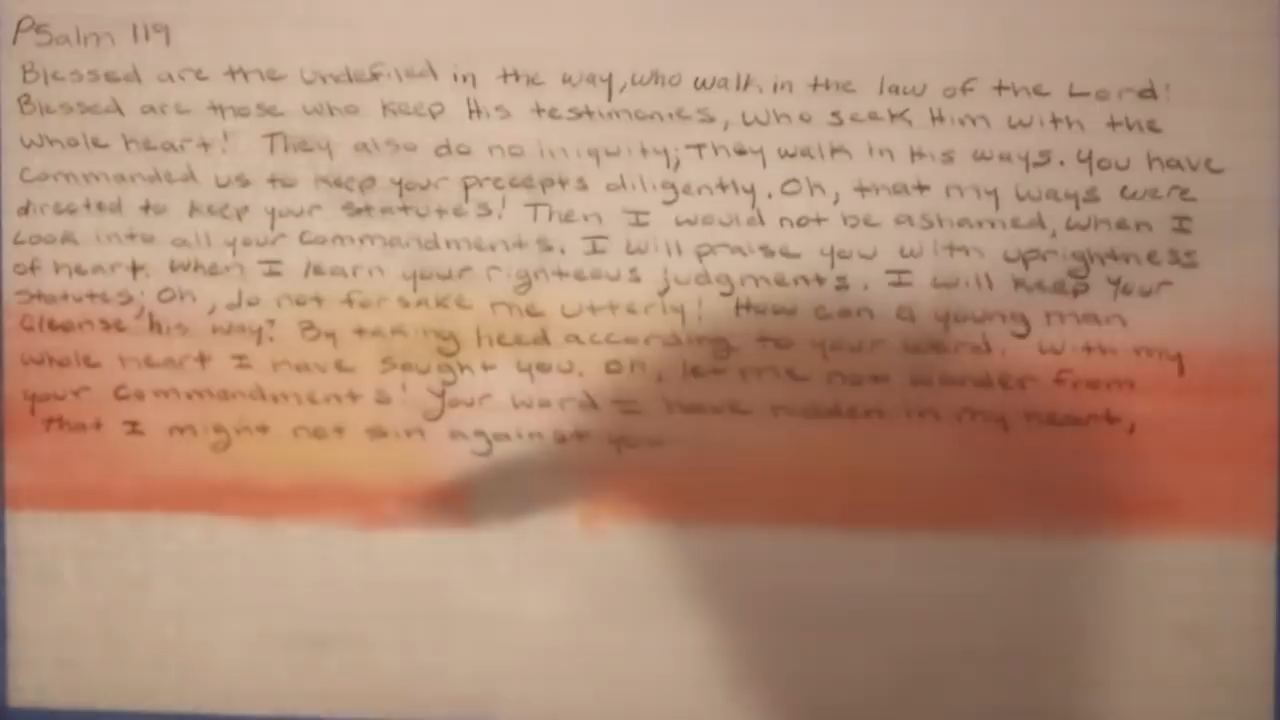 Psalm 119
Blessed are the undefiled in the way, who walk in the law of the Lord!
Blessed are those who keep His testimonies, who seek Him with the
whole heart! They also do no iniquity; They walk in His ways. You have
Commanded us to keep your precepts diligently. Oh, that my ways were
directed to keep your statutes! Then I would not be ashamed, when I
Look into all your commandments. I will praise you with uprightness
of heart, when I learn your righteous judgments. I will keep Your
Statutes; Oh, do not forsake me utterly! How can a young man
Cleanse his way? By taking heed according to your word. With my
whole heart I have sought you. Oh, let me not wander from
your Commandments! Your word I have hidden in my heart,
That I might not sin against you